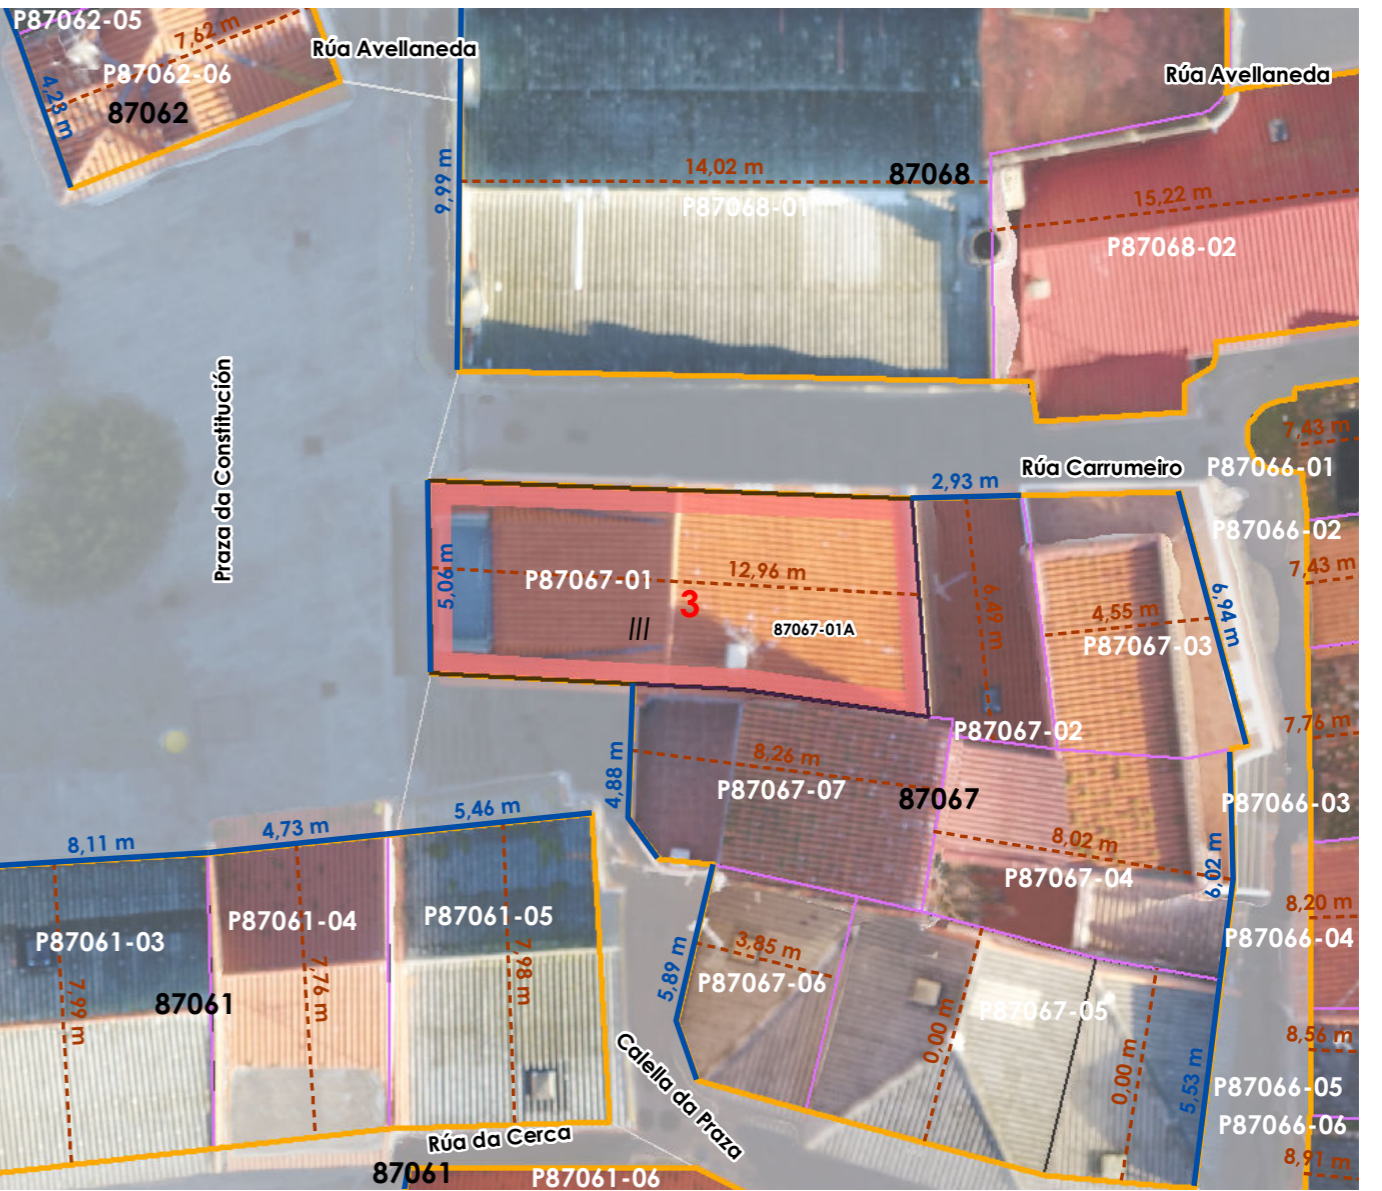 P87062-05
7,62 m
Rúa Avellaneda
Rúa Avellaneda
P87062-06
4,23 m
87062
9,99 m
14,02 m
87068
P87068-01
15,22 m
P87068-02
Praza da Constitución
7,43 m
P87066-01
Rúa Carrumeiro
2,93 m
P87066-02
5,06 m
P87067-01
12,96 m
3
III
87067-01A
6,49 m
4,55 m
P87067-03
6,94 m
7,43 m
P87067-02
7,76 m
4,88 m
8,26 m
P87067-07
87067
P87066-03
8,02 m
P87067-04
6,02 m
8,11 m
4,73 m
5,46 m
P87061-03
P87061-04
P87061-05
7,99 m
7,76 m
7,98 m
87061
8,20 m
P87066-04
5,89 m
3,85 m
P87067-06
P87067-05
0,00 m
0,00 m
5,53 m
8,56 m
P87066-05
P87066-06
8,91 m
Calella da Praza
Rúa da Cerca
87061
P87061-06